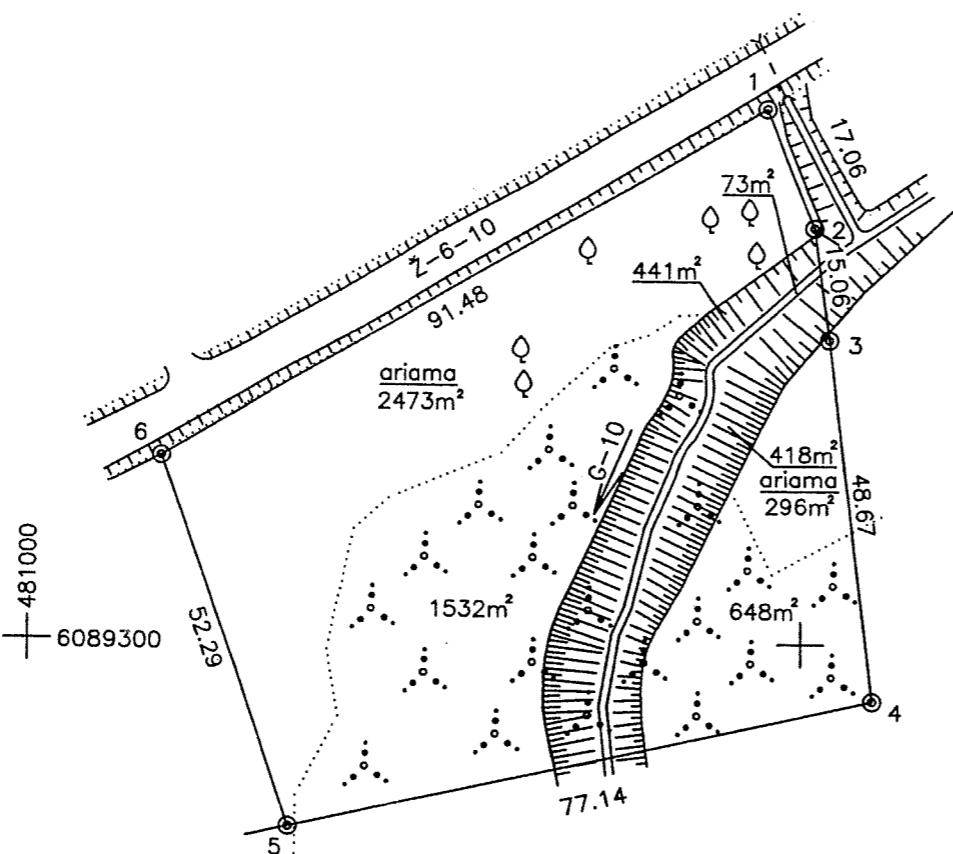 1
17.06
73m²
2
Ž-6-10
441m²
15.06
91.48
3
ariama
2473m²
6
G-10
418m²
ariama
296m²
48.67
481000
52.29
1532m²
648m²
6089300
4
77.14
5